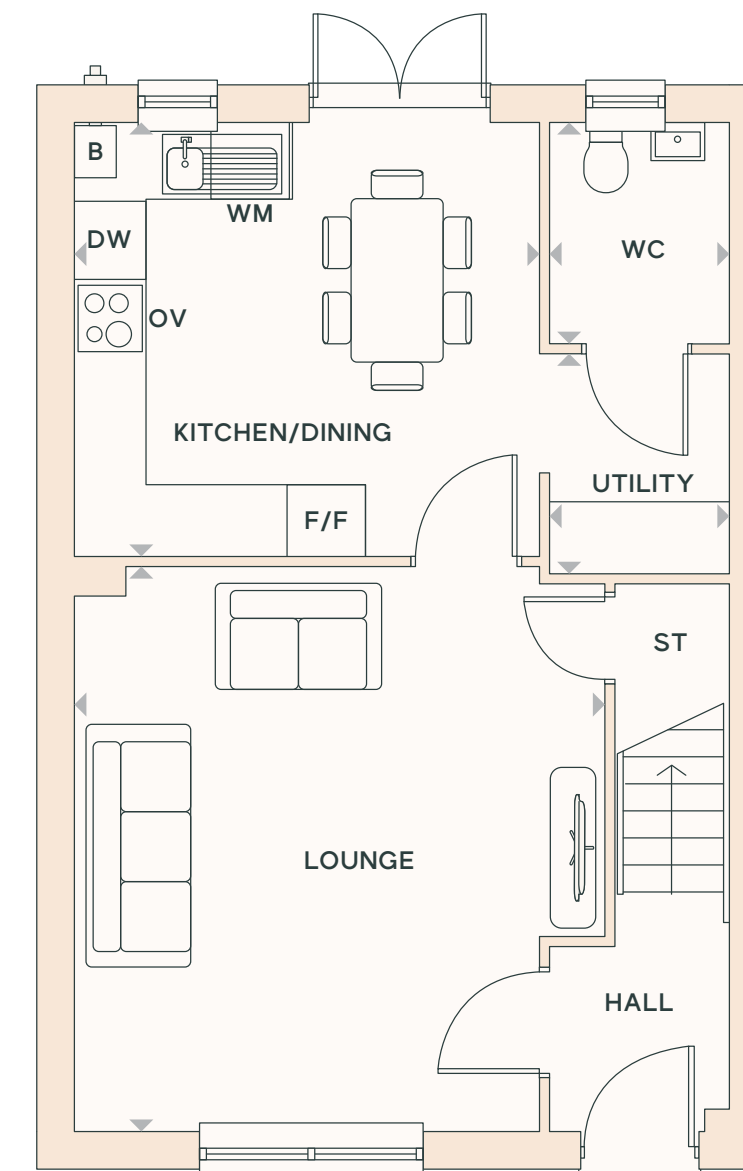 B
WM
DW
WC
OV
KITCHEN/DINING
UTILITY
F/F
ST
LOUNGE
HALL